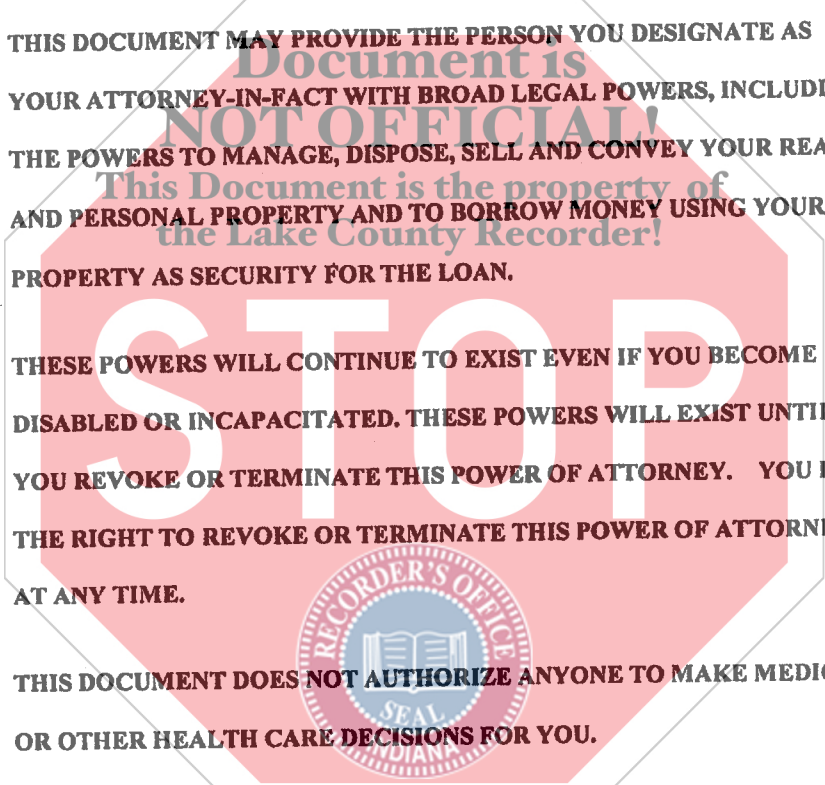 THIS DOCUMENT MAY PROVIDE THE PERSON YOU DESIGNATE AS
Document is
YOUR ATTORNEY-IN-FACT WITH BROAD LEGAL POWERS, INCLUDI
NOT OFFICIAL!
THE POWERS TO MANAGE, DISPOSE, SELL AND CONVEY YOUR REA
This Document is the property of
AND PERSONAL PROPERTY AND TO BORROW MONEY USING YOUR
the Lake County Recorder!
PROPERTY AS SECURITY FOR THE LOAN.
STOP
THESE POWERS WILL CONTINUE TO EXIST EVEN IF YOU BECOME
DISABLED OR INCAPACITATED. THESE POWERS WILL EXIST UNTIL
YOU REVOKE OR TERMINATE THIS POWER OF ATTORNEY. YOU
THE RIGHT TO REVOKE OR TERMINATE THIS POWER OF ATTORN
AT ANY TIME.
RECORDER'S OFFICE
THIS DOCUMENT DOES NOT AUTHORIZE ANYONE TO MAKE MEDIC
SEAL
OR OTHER HEALTH CARE DECISIONS FOR YOU.
INDIANA